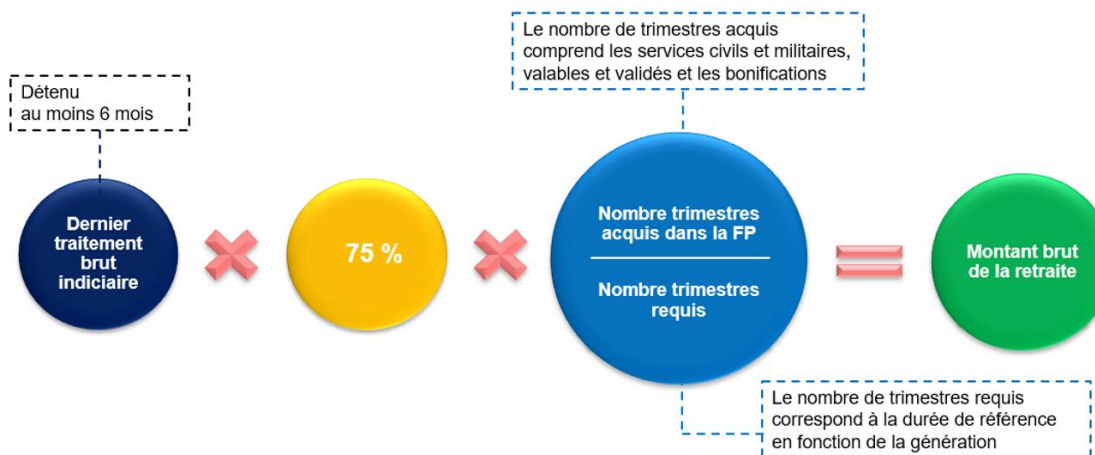 Le nombre de trimestres acquis
comprend les services civils et militaires,
valables et validés et les bonifications
Détenu
au moins 6 mois
Dernier
traitement
brut
indiciaire
75 %
Nombre trimestres
acquis dans la FP
Nombre trimestres
requis
Montant brut
de la retraite
Le nombre de trimestres requis
correspond à la durée de référence
en fonction de la génération